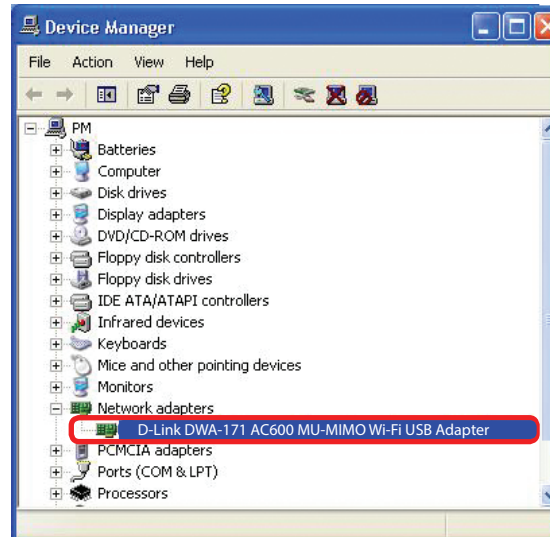 Device Manager
File Action View Help
PM
Batteries
Computer
Disk drives
Display adapters
DVD/CD-ROM drives
Floppy disk controllers
Floppy disk drives
IDE ATA/ATAPI controllers
Infrared devices
Keyboards
Mice and other pointing devices
Monitors
Network adapters
D-Link DWA-171 AC600 MU-MIMO Wi-Fi USB Adapter
PCMCIA adapters
Ports (COM & LPT)
Processors